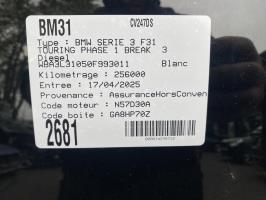 BM31 CV247DS
Type : BMW SERIE 3 F31
TOURING PHASE 1 BREAK 3
Diesel
WBA3L31050F993011 Blanc
Kilometrage : 256000
Entree : 17/04/2025
Provenance : AssuranceHorsConven
Code moteur : N57D30A
Code boite : GA8HP70Z
2681